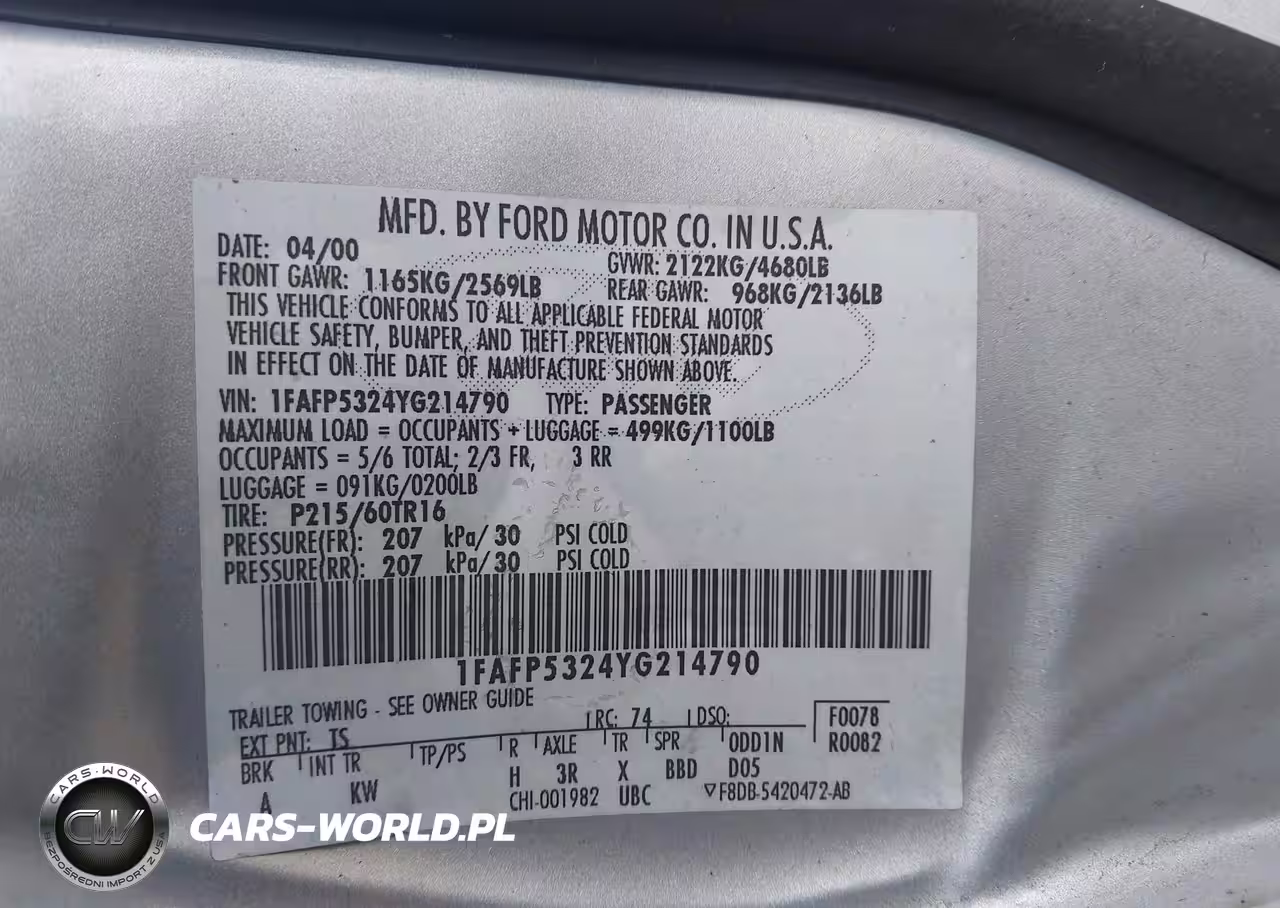 MFD. BY FORD MOTOR CO. IN U.S.A.
DATE: 04/00 GVWR: 2122KG/4680LB
FRONT GAWR: 1165KG/2569LB REAR GAWR: 968KG/2136LB
THIS VEHICLE CONFORMS TO ALL APPLICABLE FEDERAL MOTOR
VEHICLE SAFETY, BUMPER, AND THEFT PREVENTION STANDARDS
IN EFFECT ON THE DATE OF MANUFACTURE SHOWN ABOVE.
VIN: 1FAFP5324YG214790 TYPE: PASSENGER
MAXIMUM LOAD = OCCUPANTS + LUGGAGE = 499KG/1100LB
OCCUPANTS = 5/6 TOTAL; 2/3 FR, 3 RR
LUGGAGE = 091KG/0200LB
TIRE: P215/60TR16
PRESSURE(FR): 207 kPa/ 30 PSI COLD
PRESSURE(RR): 207 kPa/ 30 PSI COLD
1FAFP5324YG214790
TRAILER TOWING - SEE OWNER GUIDE
EXT PNT: TS RC: 74 DSO: F0078
BRK INT TR TP/PS R AXLE TR SPR ODD1N R0082
A KW H 3R X BBD D05
CHI-001982 UBC F8DB-5420472-AB
CARS-WORLD
CW
BEZPOŚREDNI IMPORT Z USA
CARS-WORLD.PL